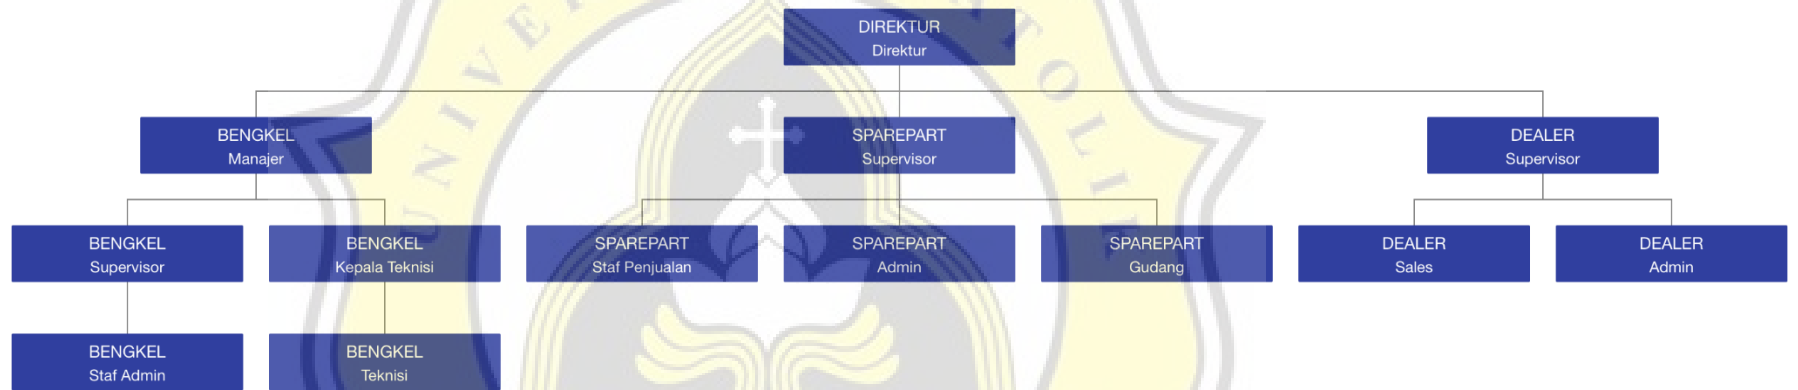 DIREKTUR
Direktur
BENGKEL
Manajer
SPAREPART
Supervisor
DEALER
Supervisor
BENGKEL
Supervisor
BENGKEL
Kepala Teknisi
SPAREPART
Staf Penjualan
SPAREPART
Admin
SPAREPART
Gudang
DEALER
Sales
DEALER
Admin
BENGKEL
Staf Admin
BENGKEL
Teknisi